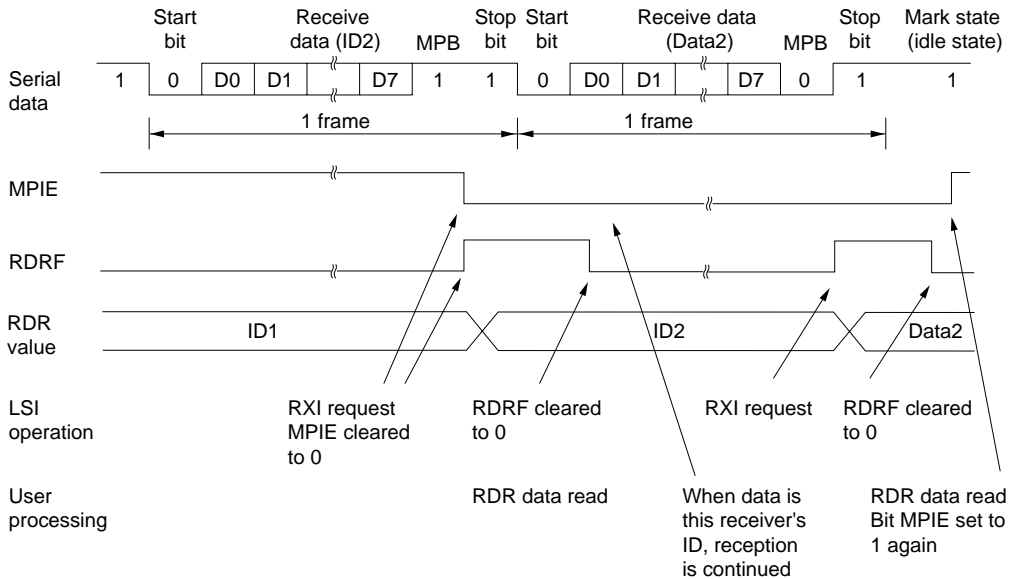 Start bit
Receive data (ID2)
MPB
Stop bit
Start bit
Receive data (Data2)
MPB
Stop bit
Mark state (idle state)
Serial data
1 0 D0 D1 D7 1 1 0 D0 D1 D7 0 1 1
1 frame
1 frame
MPIE
RDRF
RDR value
ID1
ID2
Data2
LSI operation
RXI request
MPIE cleared
to 0
RDRF cleared
to 0
RXI request
RDRF cleared
to 0
User processing
RDR data read
When data is
this receiver's
ID, reception
is continued
RDR data read
Bit MPIE set to
1 again